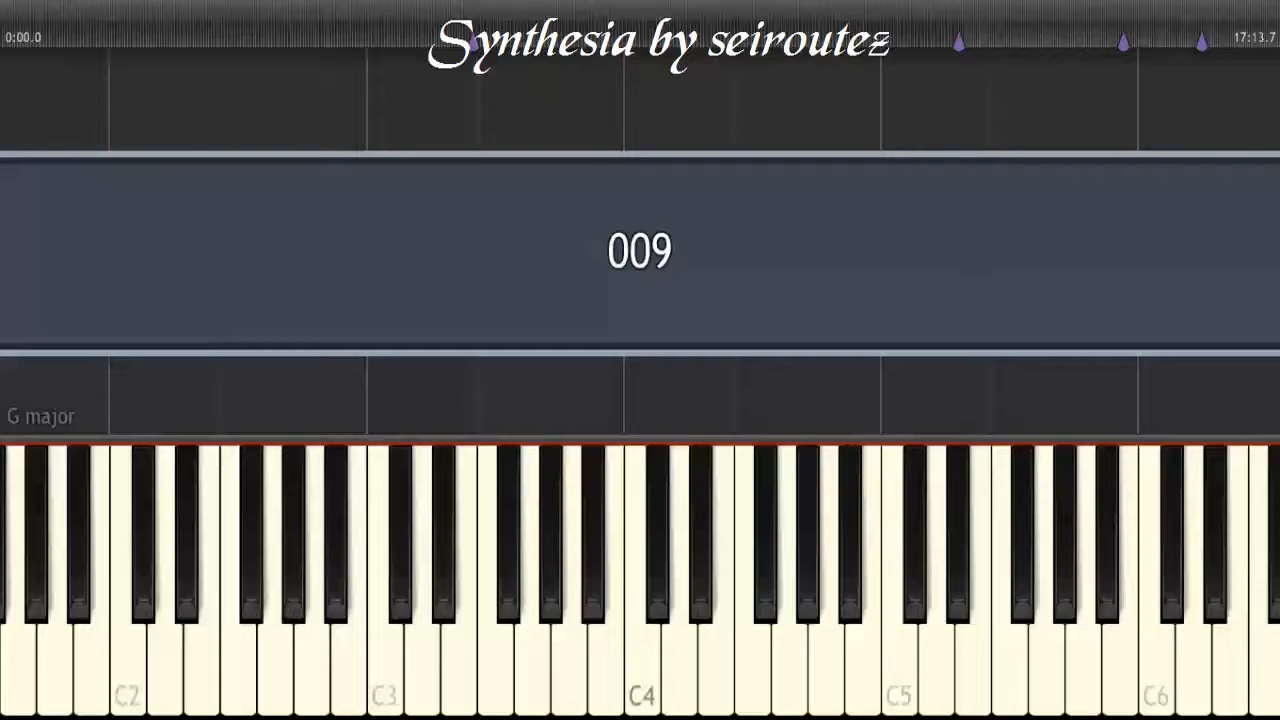 Synthesia by seiroutez
0:00.0
17:13.7
009
G major
C2 C3 C4 C5 C6